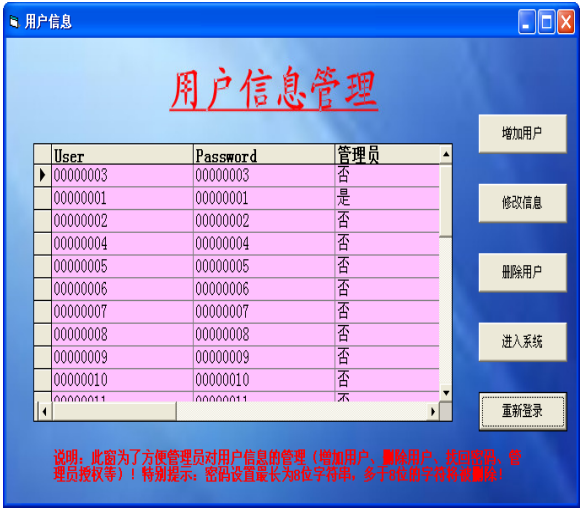 用户信息
用户信息管理
User Password 管理员
00000003 00000003 否
00000001 00000001 是
00000002 00000002 否
00000004 00000004 否
00000005 00000005 否
00000006 00000006 否
00000007 00000007 否
00000008 00000008 否
00000009 00000009 否
00000010 00000010 否
00000011 00000011 否
增加用户
修改信息
删除用户
进入系统
重新登录
说明：此窗为了方便管理员对用户信息的管理（增加用户、删除用户、找回密码、管
理员授权等）！特别提示：密码设置最长为8位字符串，多于8位的字符将被删除！